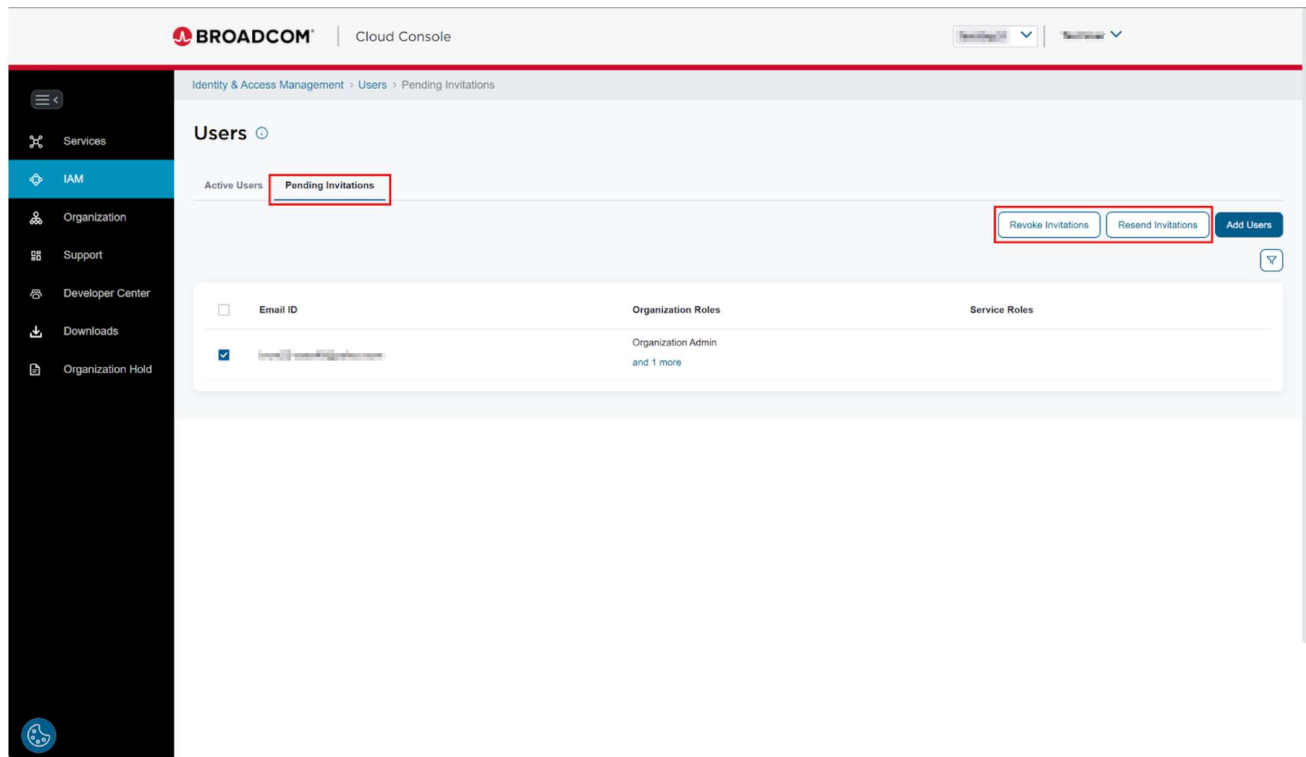 BROADCOM Cloud Console
Identity & Access Management > Users > Pending Invitations
Services
IAM
Organization
Support
Developer Center
Downloads
Organization Hold
Users
Active Users Pending Invitations
Revoke Invitations Resend Invitations Add Users
Email ID Organization Roles Service Roles
Organization Admin
and 1 more